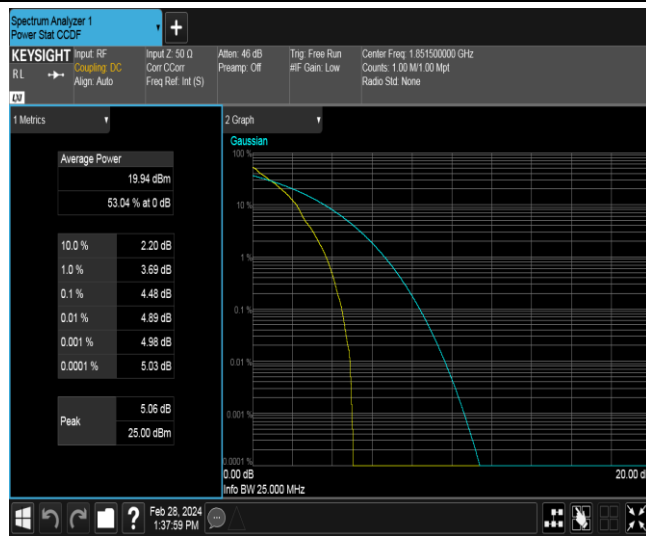 Spectrum Analyzer 1
Power Stat CCDF
+
KEYSIGHT
RL
LXI
Input: RF
Coupling: DC
Align: Auto
Input Z: 50 Ω
Corr CCorr
Freq Ref: Int (S)
Atten: 46 dB
Preamp: Off
Trig: Free Run
#IF Gain: Low
Center Freq: 1.851500000 GHz
Counts: 1.00 M/1.00 Mpt
Radio Std: None
1 Metrics
Average Power
19.94 dBm
53.04 % at 0 dB
10.0 % 2.20 dB
1.0 % 3.69 dB
0.1 % 4.48 dB
0.01 % 4.89 dB
0.001 % 4.98 dB
0.0001 % 5.03 dB
Peak
5.06 dB
25.00 dBm
2 Graph
Gaussian
100 %
10 %
1 %
0.1 %
0.01 %
0.001 %
0.0001 %
0.00 dB
20.00 d
Info BW 25.000 MHz
?
Feb 28, 2024
1:37:59 PM